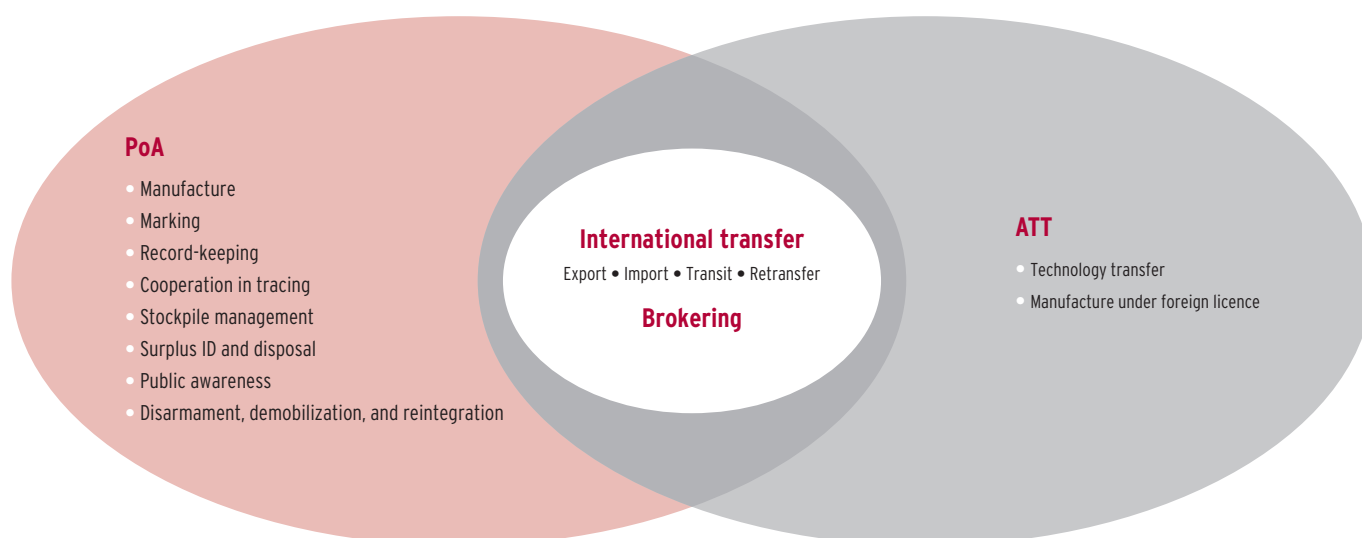 PoA
• Manufacture
• Marking
• Record-keeping
• Cooperation in tracing
• Stockpile management
• Surplus ID and disposal
• Public awareness
• Disarmament, demobilization, and reintegration
International transfer
Export • Import • Transit • Retransfer
Brokering
ATT
• Technology transfer
• Manufacture under foreign licence